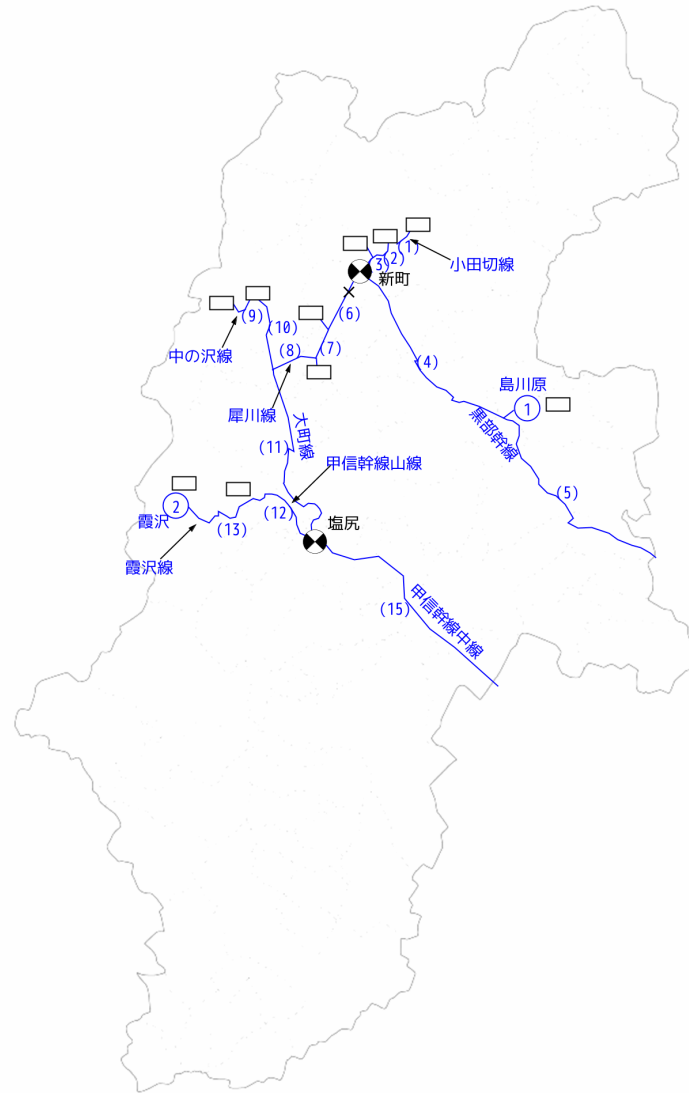 (1)
(2)
小田切線
(3)
新町
(9)
(6)
(10)
中の沢線
(8)
(7)
(4)
島川原
1
犀川線
黒部幹線
大町線
(11)
甲信幹線山線
(5)
2
霞沢
(12)
塩尻
(13)
霞沢線
甲信幹線中線
(15)